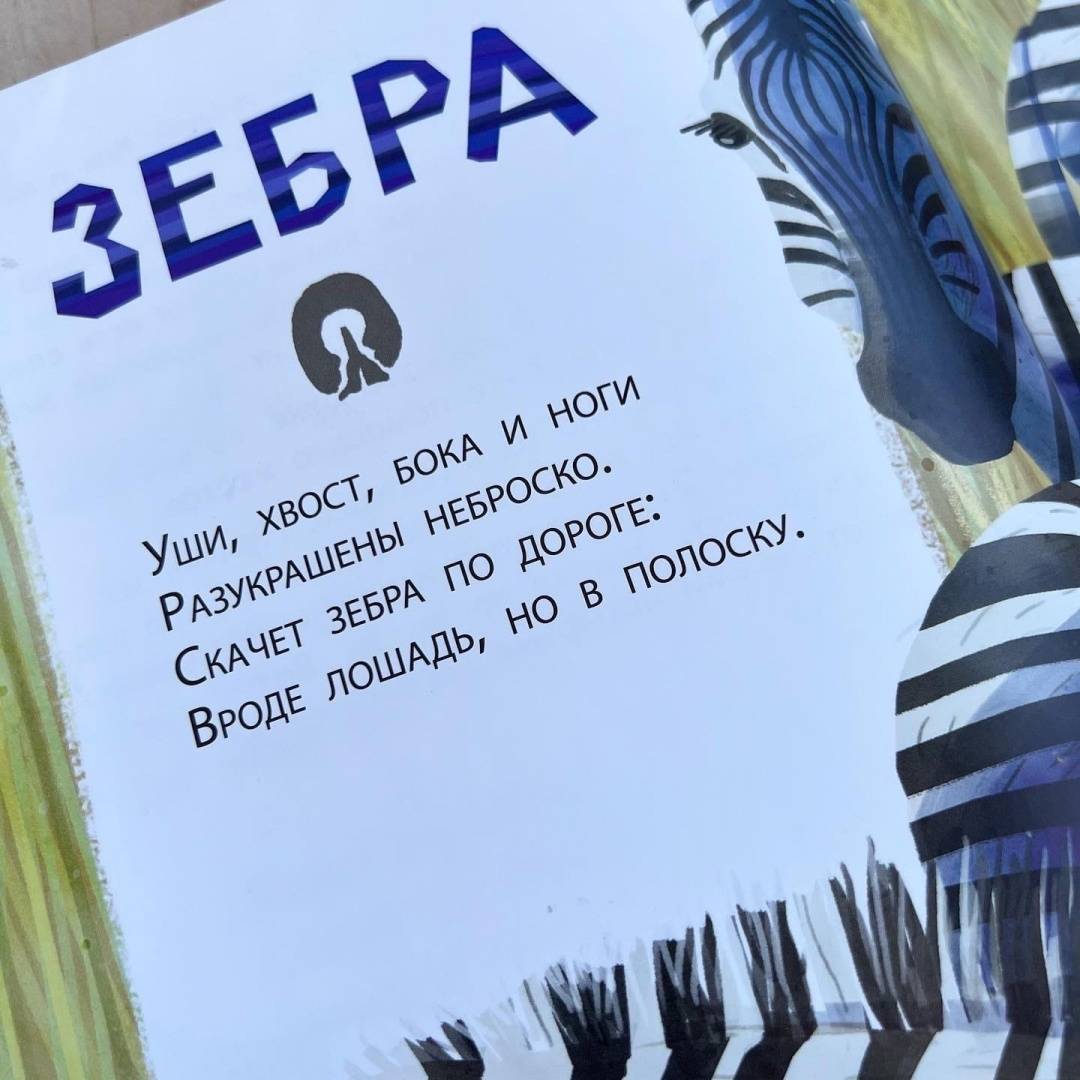 ЗЕБРА
Уши, хвост, бока и ноги
Разукрашены неброско.
Скачет зебра по дороге:
Вроде лошадь, но в полоску.